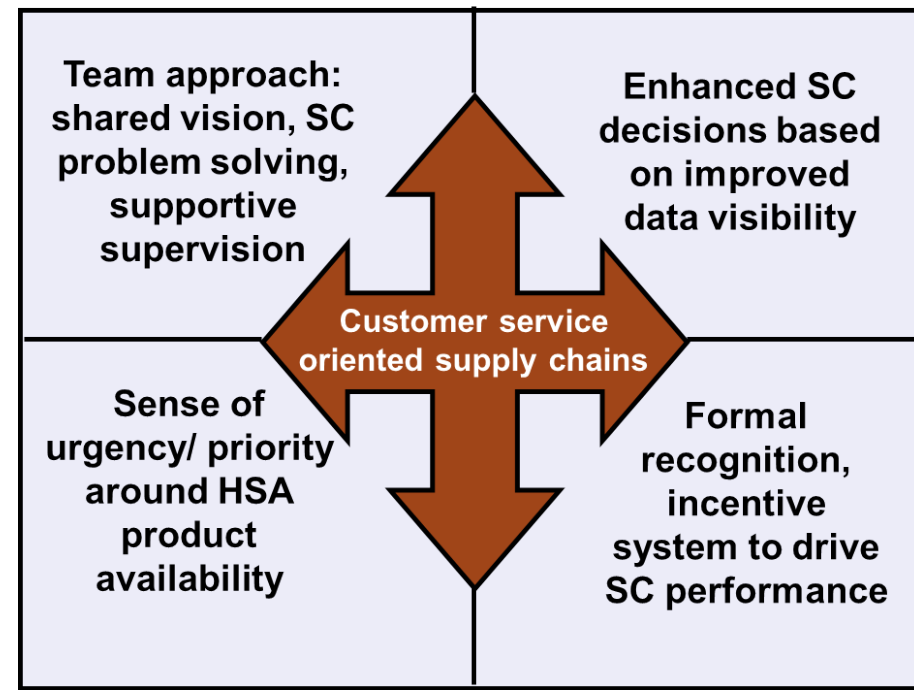 Team approach:
shared vision, SC
problem solving,
supportive
supervision
Enhanced SC
decisions based
on improved
data visibility
Customer service
oriented supply chains
Sense of
urgency/ priority
around HSA
product
availability
Formal
recognition,
incentive
system to drive
SC performance